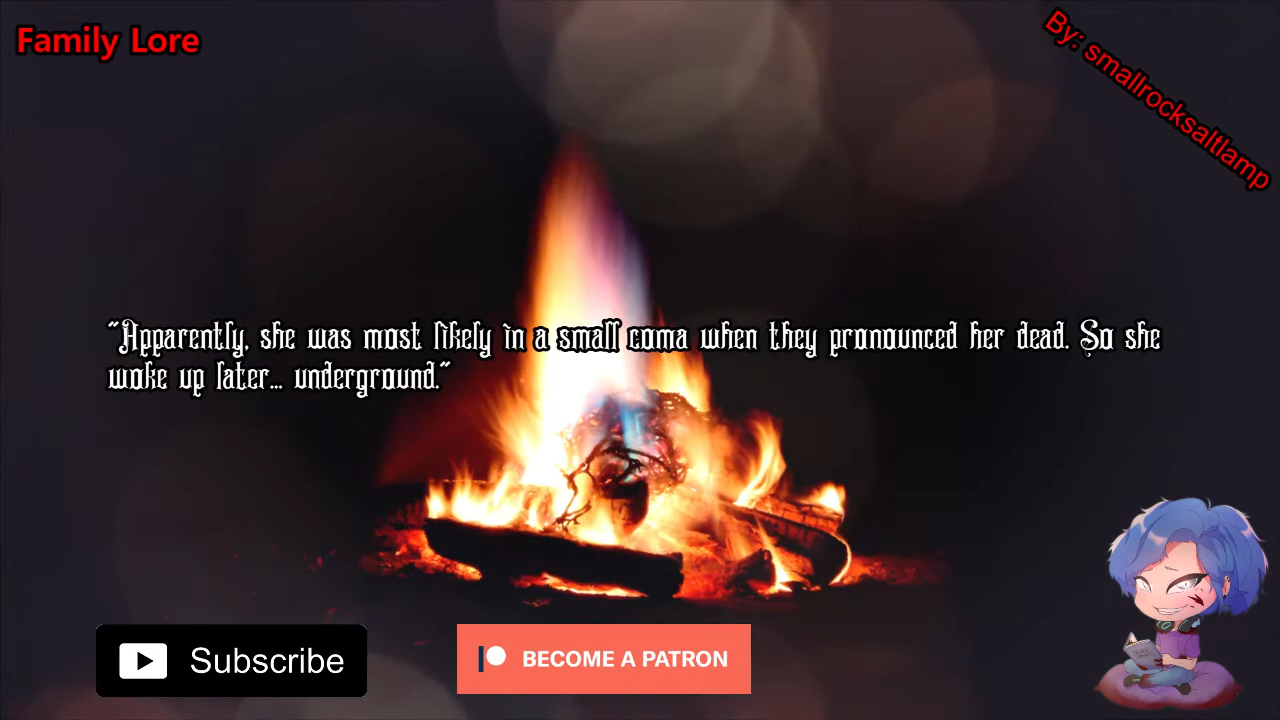 Family Lore
By: smallrocksaltlamp
"Apparently, she was most likely in a small coma when they pronounced her dead. So she
woke up later... underground."
Subscribe
BECOME A PATRON